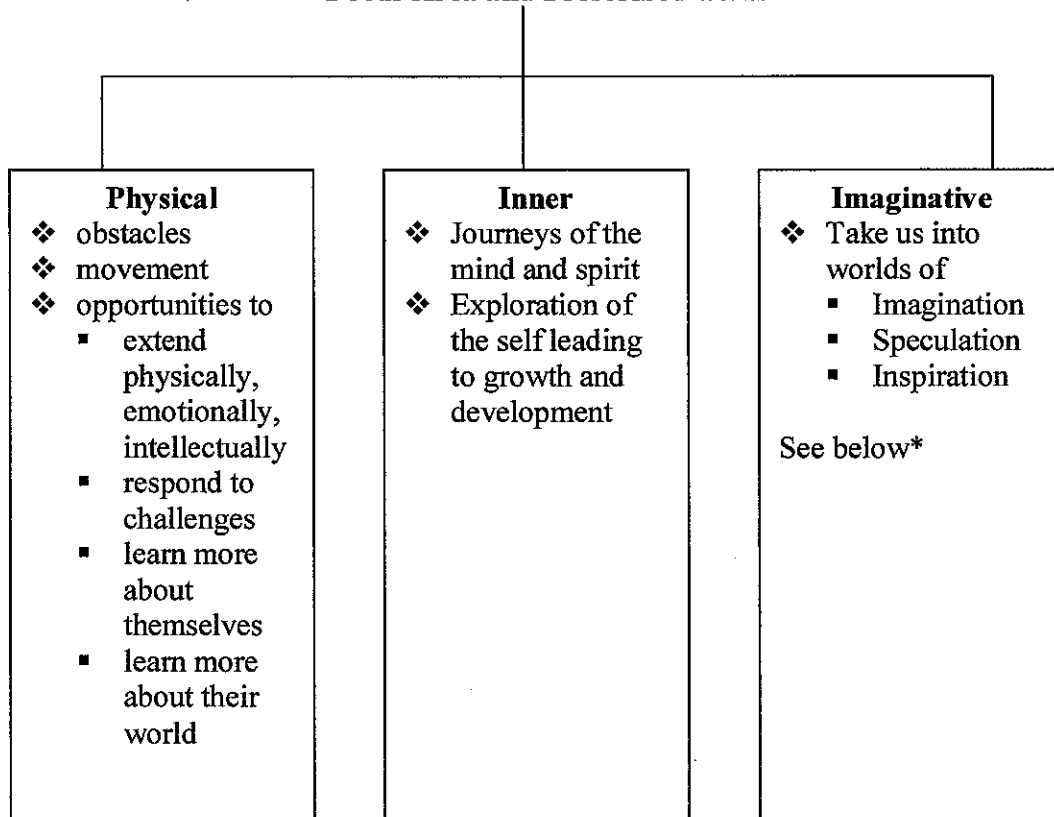 Physical
❖ obstacles
❖ movement
❖ opportunities to
▪ extend
physically,
emotionally,
intellectually
▪ respond to
challenges
▪ learn more
about
themselves
▪ learn more
about their
world
Inner
❖ Journeys of the
mind and spirit
❖ Exploration of
the self leading
to growth and
development
Imaginative
❖ Take us into
worlds of
▪ Imagination
▪ Speculation
▪ Inspiration
See below*